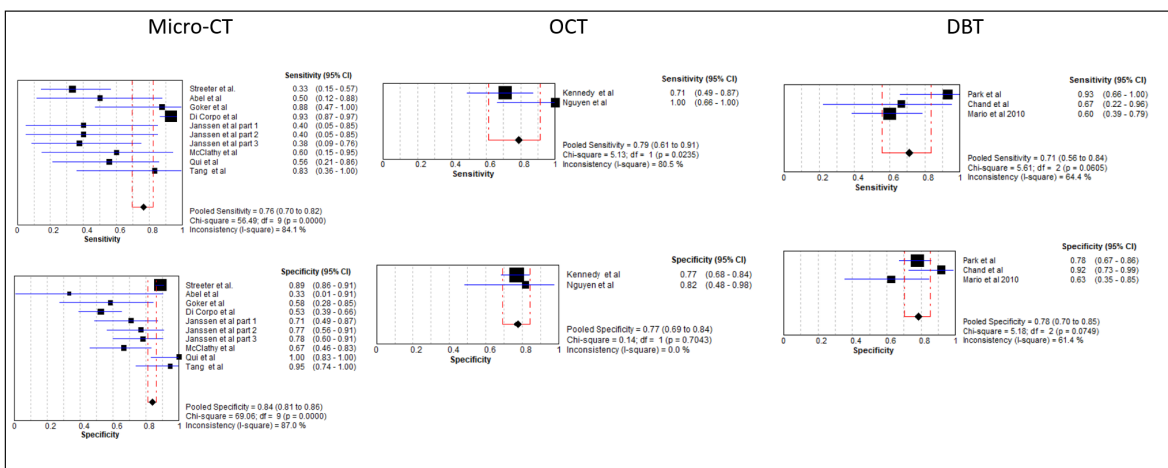 Micro-CT
Sensitivity (95% CI)
Streeter et al. 0.33 (0.15 - 0.57)
Abel et al 0.50 (0.12 - 0.88)
Goker et al 0.88 (0.47 - 1.00)
Di Corpo et al 0.93 (0.87 - 0.97)
Janssen et al part 1 0.40 (0.05 - 0.85)
Janssen et al part 2 0.40 (0.05 - 0.85)
Janssen et al part 3 0.38 (0.09 - 0.76)
McClathy et al 0.60 (0.15 - 0.95)
Qui et al 0.56 (0.21 - 0.86)
Tang et al 0.83 (0.36 - 1.00)
Pooled Sensitivity = 0.76 (0.70 to 0.82)
Chi-square = 56.49; df = 9 (p = 0.0000)
Inconsistency (I-square) = 84.1 %
0 0.2 0.4 0.6 0.8 1
Sensitivity
Specificity (95% CI)
Streeter et al. 0.89 (0.86 - 0.91)
Abel et al 0.33 (0.01 - 0.91)
Goker et al 0.58 (0.28 - 0.85)
Di Corpo et al 0.53 (0.39 - 0.66)
Janssen et al part 1 0.71 (0.49 - 0.87)
Janssen et al part 2 0.77 (0.56 - 0.91)
Janssen et al part 3 0.78 (0.60 - 0.91)
McClathy et al 0.67 (0.46 - 0.83)
Qui et al 1.00 (0.83 - 1.00)
Tang et al 0.95 (0.74 - 1.00)
Pooled Specificity = 0.84 (0.81 to 0.86)
Chi-square = 69.06; df = 9 (p = 0.0000)
Inconsistency (I-square) = 87.0 %
0 0.2 0.4 0.6 0.8 1
Specificity
OCT
Sensitivity (95% CI)
Kennedy et al 0.71 (0.49 - 0.87)
Nguyen et al 1.00 (0.66 - 1.00)
Pooled Sensitivity = 0.79 (0.61 to 0.91)
Chi-square = 5.13; df = 1 (p = 0.0235)
Inconsistency (I-square) = 80.5 %
0 0.2 0.4 0.6 0.8 1
Sensitivity
Specificity (95% CI)
Kennedy et al 0.77 (0.68 - 0.84)
Nguyen et al 0.82 (0.48 - 0.98)
Pooled Specificity = 0.77 (0.69 to 0.84)
Chi-square = 0.14; df = 1 (p = 0.7043)
Inconsistency (I-square) = 0.0 %
0 0.2 0.4 0.6 0.8 1
Specificity
DBT
Sensitivity (95% CI)
Park et al 0.93 (0.66 - 1.00)
Chand et al 0.67 (0.22 - 0.96)
Mario et al 2010 0.60 (0.39 - 0.79)
Pooled Sensitivity = 0.71 (0.56 to 0.84)
Chi-square = 5.61; df = 2 (p = 0.0605)
Inconsistency (I-square) = 64.4 %
0 0.2 0.4 0.6 0.8 1
Sensitivity
Specificity (95% CI)
Park et al 0.78 (0.67 - 0.86)
Chand et al 0.92 (0.73 - 0.99)
Mario et al 2010 0.63 (0.35 - 0.85)
Pooled Specificity = 0.78 (0.70 to 0.85)
Chi-square = 5.18; df = 2 (p = 0.0749)
Inconsistency (I-square) = 61.4 %
0 0.2 0.4 0.6 0.8 1
Specificity